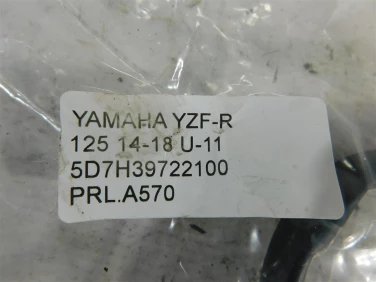 YAMAHA YZF-R
125 14-18 U-11
5D7H39722100
PRL.A570